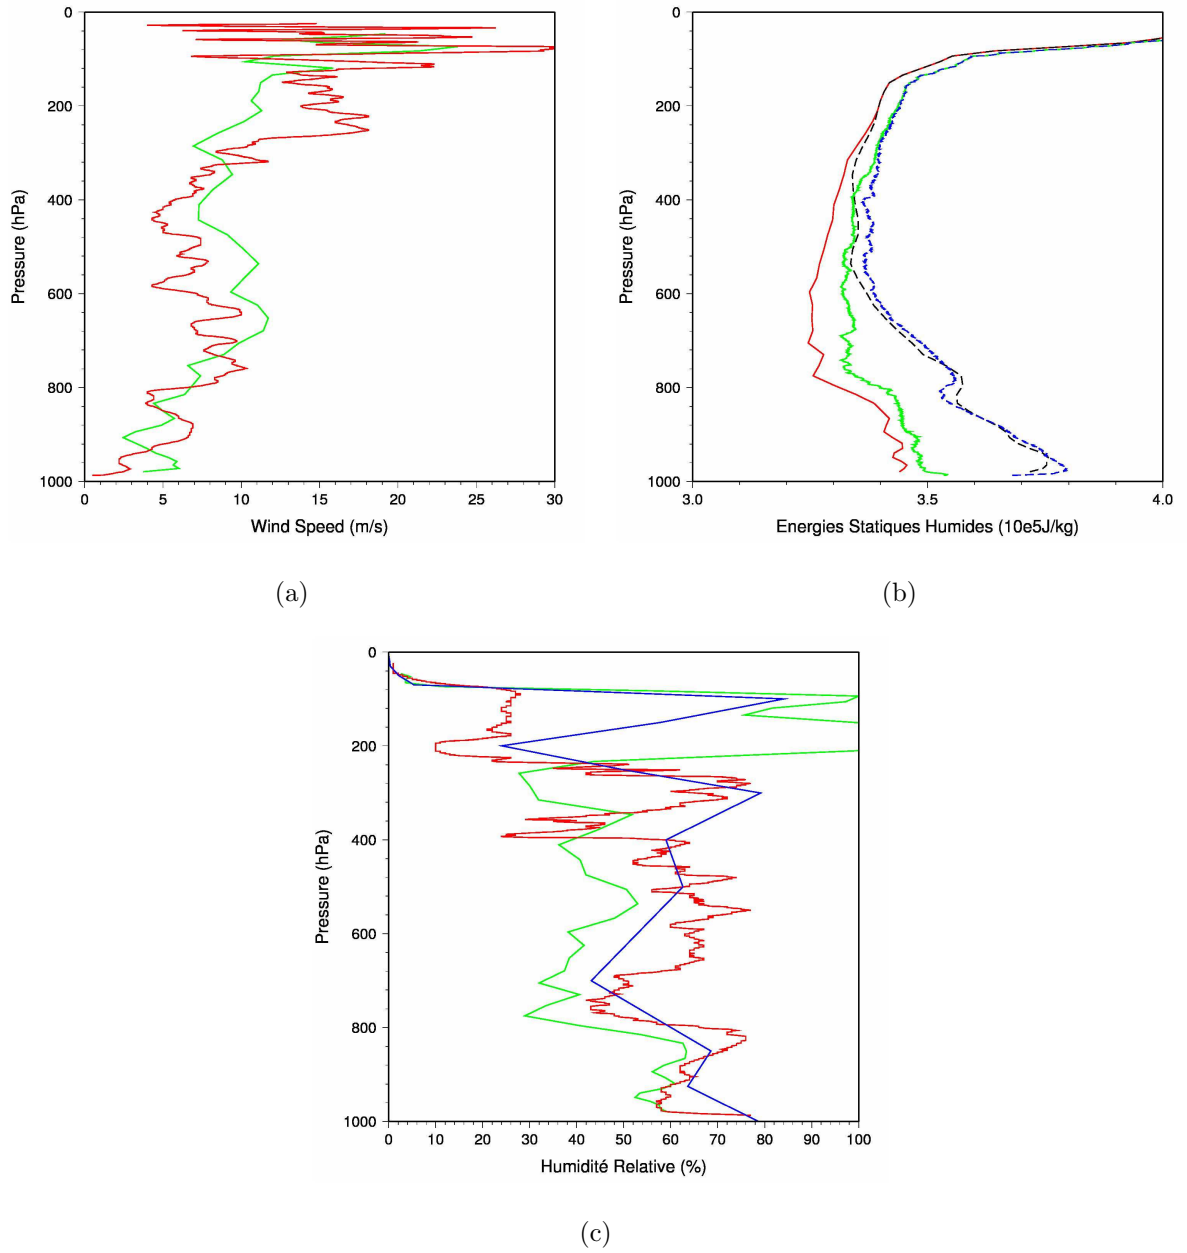 0
200
400
600
800
1000
Pressure (hPa)
0 5 10 15 20 25 30
Wind Speed (m/s)
(a)
0
200
400
600
800
1000
Pressure (hPa)
3.0 3.5 4.0
Energies Statiques Humides (10e5J/kg)
(b)
0
200
400
600
800
1000
Pressure (hPa)
0 10 20 30 40 50 60 70 80 90 100
Humidité Relative (%)
(c)